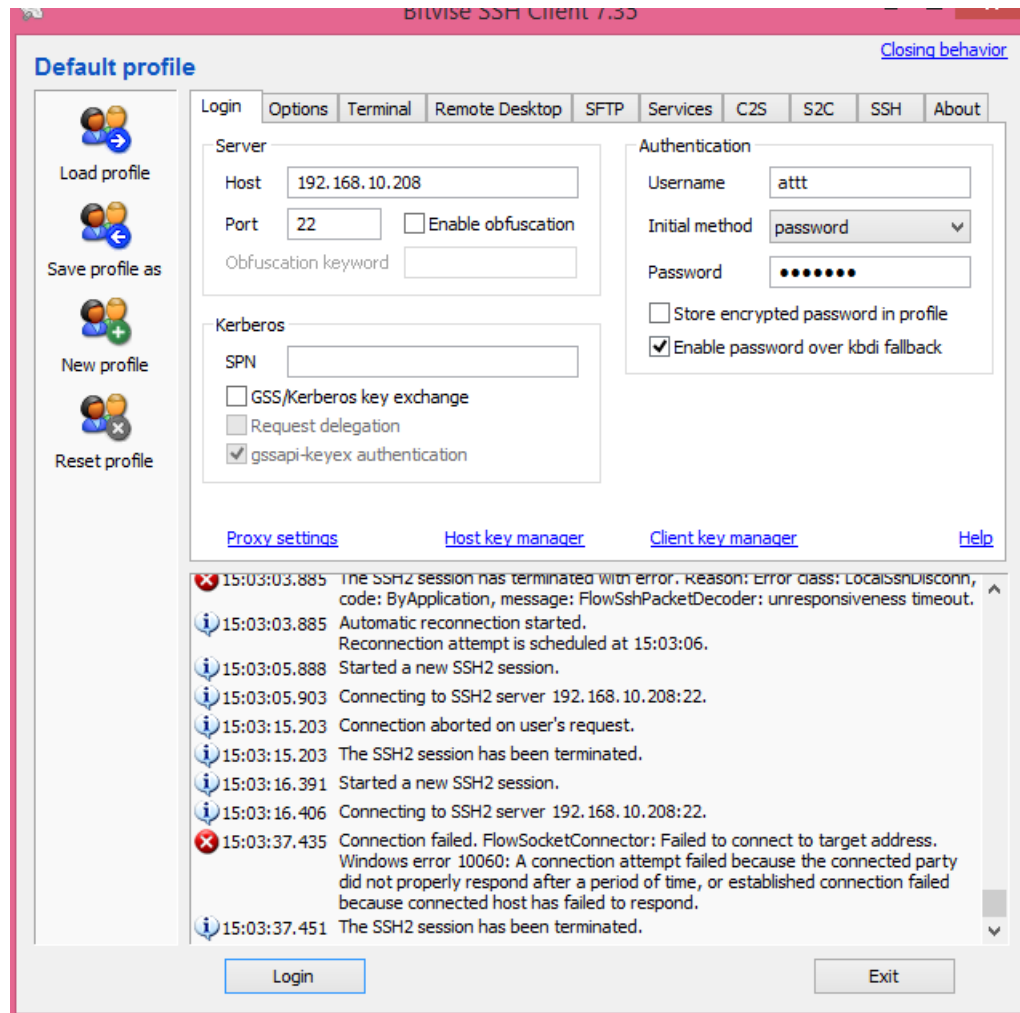 Bitvise SSH Client 7.35
Closing behavior
Default profile
Load profile
Save profile as
New profile
Reset profile
Login Options Terminal Remote Desktop SFTP Services C2S S2C SSH About
Server
Host 192.168.10.208
Port 22 Enable obfuscation
Obfuscation keyword
Kerberos
SPN
GSS/Kerberos key exchange
Request delegation
gssapi-keyex authentication
Authentication
Username attt
Initial method password
Password •••••••
Store encrypted password in profile
Enable password over kbdi fallback
Proxy settings Host key manager Client key manager Help
15:03:03.885 The SSH2 session has terminated with error. Reason: Error class: LocalSshDisconn,
code: ByApplication, message: FlowSshPacketDecoder: unresponsiveness timeout.
15:03:03.885 Automatic reconnection started.
Reconnection attempt is scheduled at 15:03:06.
15:03:05.888 Started a new SSH2 session.
15:03:05.903 Connecting to SSH2 server 192.168.10.208:22.
15:03:15.203 Connection aborted on user's request.
15:03:15.203 The SSH2 session has been terminated.
15:03:16.391 Started a new SSH2 session.
15:03:16.406 Connecting to SSH2 server 192.168.10.208:22.
15:03:37.435 Connection failed. FlowSocketConnector: Failed to connect to target address.
Windows error 10060: A connection attempt failed because the connected party
did not properly respond after a period of time, or established connection failed
because connected host has failed to respond.
15:03:37.451 The SSH2 session has been terminated.
Login Exit